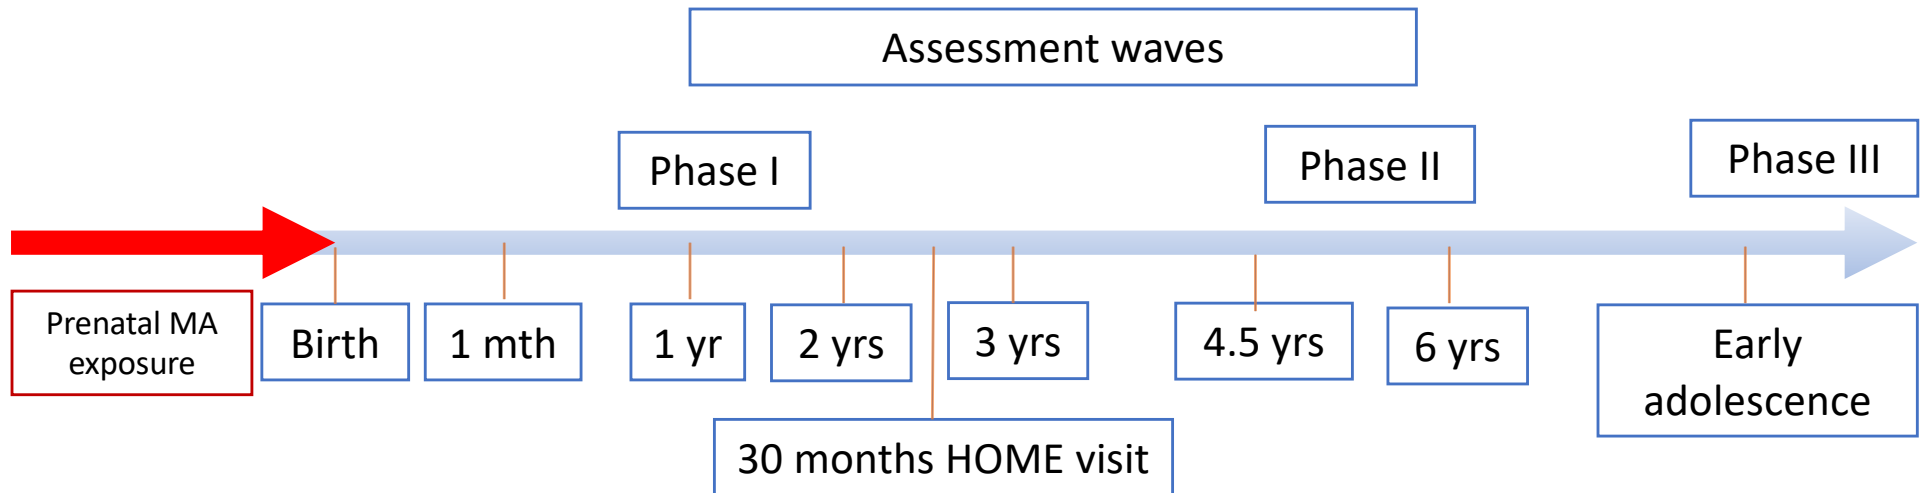 Assessment waves
Phase I
Phase II
Phase III
Prenatal MA
exposure
Birth
1 mth
1 yr
2 yrs
3 yrs
4.5 yrs
6 yrs
Early
adolescence
30 months HOME visit